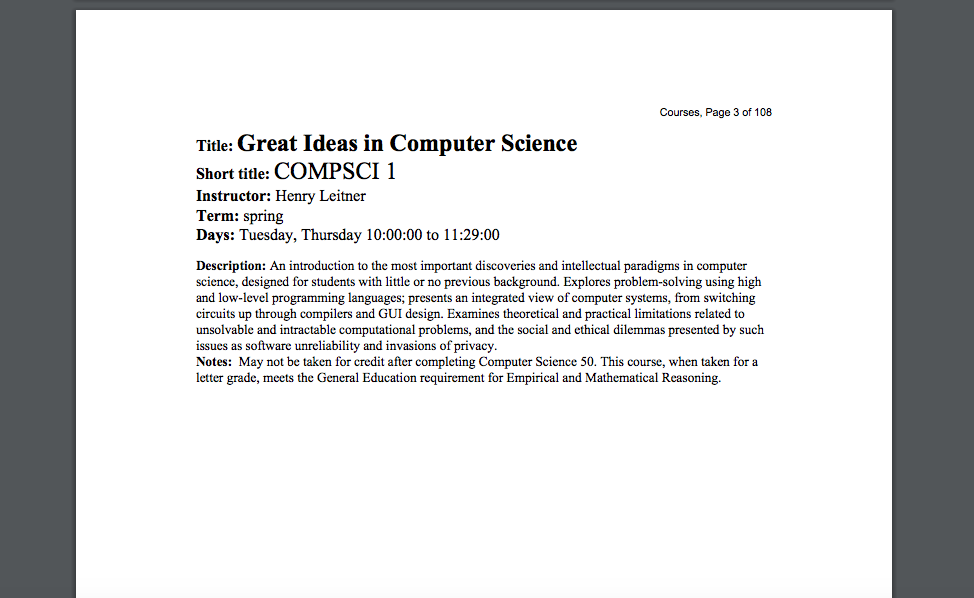 Courses, Page 3 of 108
Title: Great Ideas in Computer Science
Short title: COMPSCI 1
Instructor: Henry Leitner
Term: spring
Days: Tuesday, Thursday 10:00:00 to 11:29:00
Description: An introduction to the most important discoveries and intellectual paradigms in computer
science, designed for students with little or no previous background. Explores problem-solving using high
and low-level programming languages; presents an integrated view of computer systems, from switching
circuits up through compilers and GUI design. Examines theoretical and practical limitations related to
unsolvable and intractable computational problems, and the social and ethical dilemmas presented by such
issues as software unreliability and invasions of privacy.
Notes: May not be taken for credit after completing Computer Science 50. This course, when taken for a
letter grade, meets the General Education requirement for Empirical and Mathematical Reasoning.